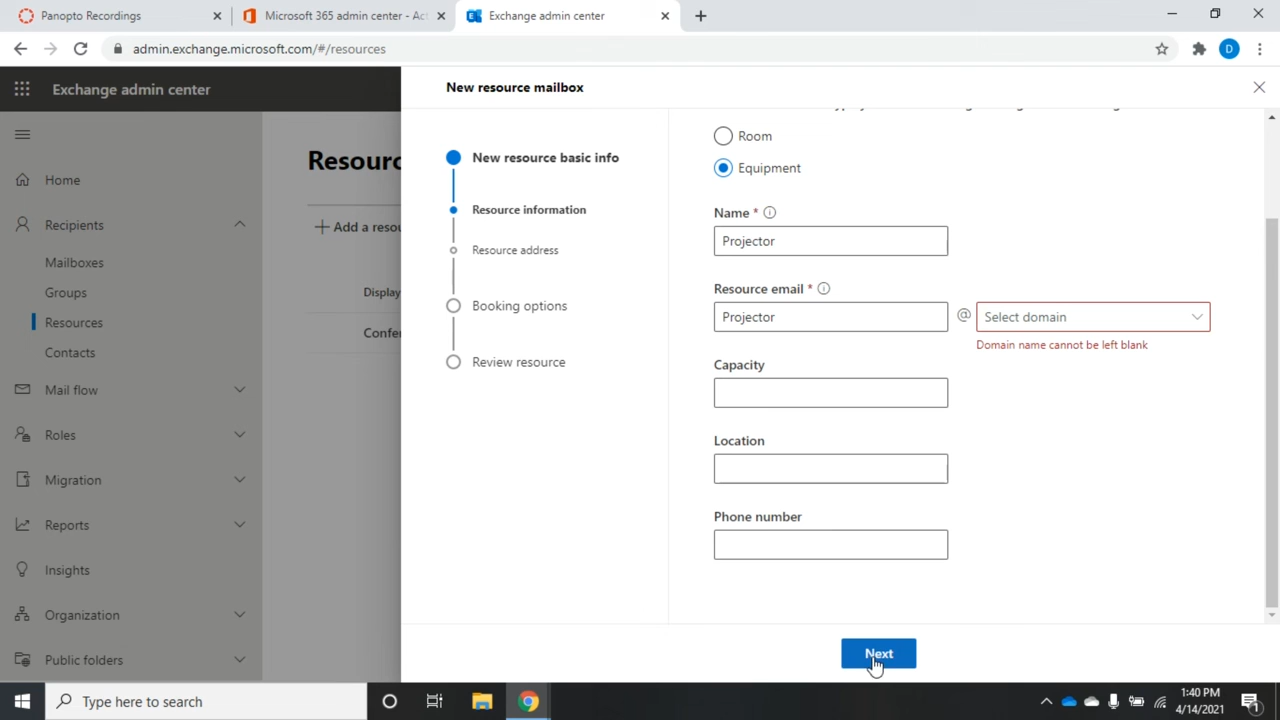 Panopto Recordings
Microsoft 365 admin center - Act
Exchange admin center
admin.exchange.microsoft.com/#/resources
D
Exchange admin center
New resource mailbox
Home
Recipients
Mailboxes
Groups
Resources
Contacts
Mail flow
Roles
Migration
Reports
Insights
Organization
Public folders
Resourc
Add a resou
Display
Confe
New resource basic info
Resource information
Resource address
Booking options
Review resource
Room
Equipment
Name *
Projector
Resource email *
Projector @ Select domain
Domain name cannot be left blank
Capacity
Location
Phone number
Next
Type here to search
1:40 PM
4/14/2021
1